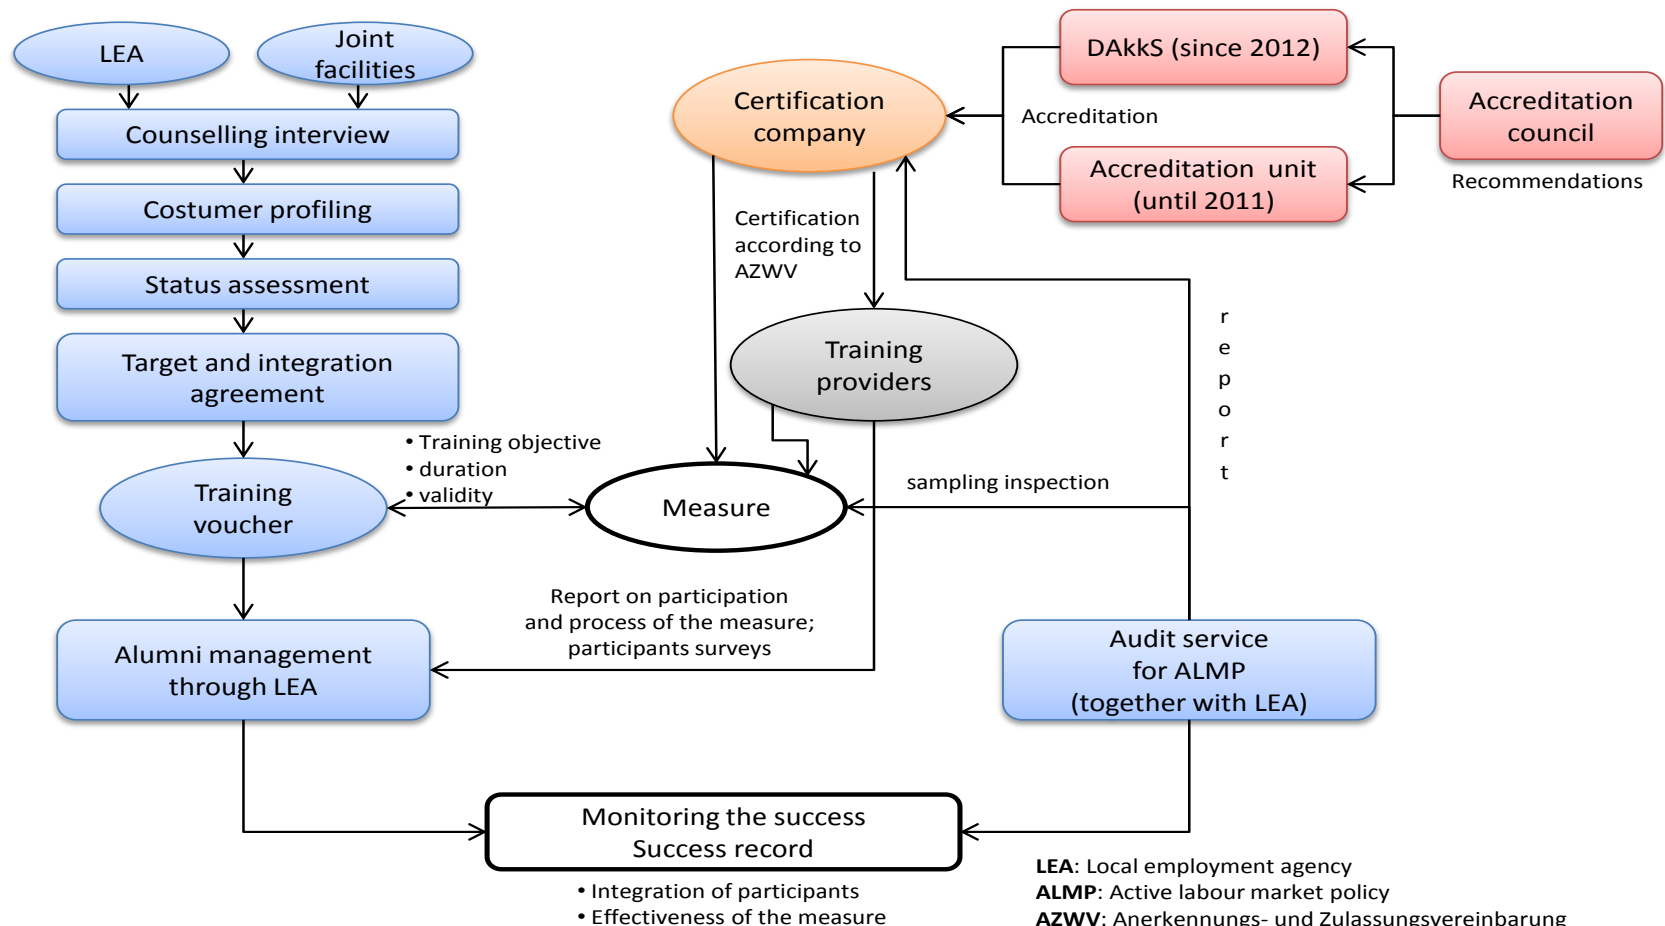 LEA
Joint
facilities
Counselling interview
Costumer profiling
Status assessment
Target and integration
agreement
Training
voucher
• Training objective
• duration
• validity
Alumni management
through LEA
Certification
company
Certification
according to
AZWV
Training
providers
Measure
Report on participation
and process of the measure;
participants surveys
DAkkS (since 2012)
Accreditation
Accreditation unit
(until 2011)
Accreditation
council
Recommendations
report
sampling inspection
Audit service
for ALMP
(together with LEA)
Monitoring the success
Success record
• Integration of participants
• Effectiveness of the measure
LEA: Local employment agency
ALMP: Active labour market policy
AZWV: Anerkennungs- und Zulassungsvereinbarung